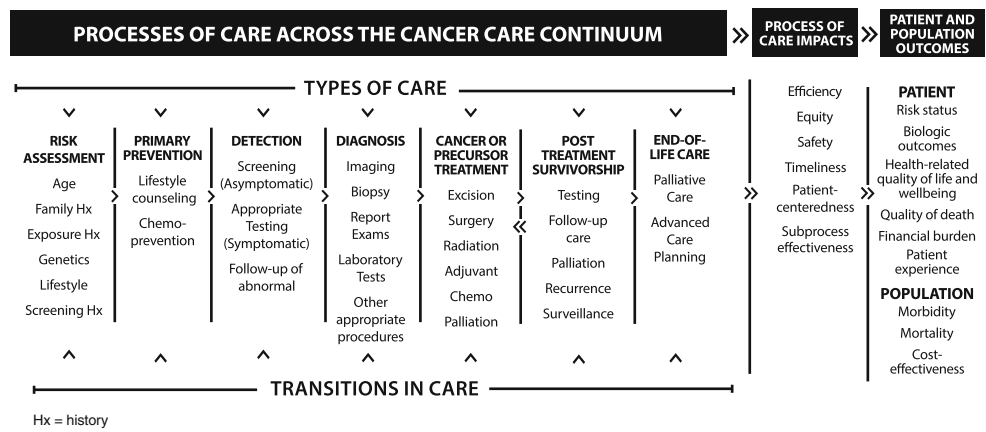 PROCESSES OF CARE ACROSS THE CANCER CARE CONTINUUM
PROCESS OF
CARE IMPACTS
PATIENT AND
POPULATION
OUTCOMES
TYPES OF CARE
RISK
ASSESSMENT
Age
Family Hx
Exposure Hx
Genetics
Lifestyle
Screening Hx
PRIMARY
PREVENTION
Lifestyle
counseling
Chemo-
prevention
DETECTION
Screening
(Asymptomatic)
Appropriate
Testing
(Symptomatic)
Follow-up of
abnormal
DIAGNOSIS
Imaging
Biopsy
Report
Exams
Laboratory
Tests
Other
appropriate
procedures
CANCER OR
PRECURSOR
TREATMENT
Excision
Surgery
Radiation
Adjuvant
Chemo
Palliation
POST
TREATMENT
SURVIVORSHIP
Testing
Follow-up
care
Palliation
Recurrence
Surveillance
END-OF-
LIFE CARE
Palliative
Care
Advanced
Care
Planning
Efficiency
Equity
Safety
Timeliness
Patient-
centeredness
Subprocess
effectiveness
PATIENT
Risk status
Biologic
outcomes
Health-related
quality of life and
wellbeing
Quality of death
Financial burden
Patient
experience
POPULATION
Morbidity
Mortality
Cost-
effectiveness
TRANSITIONS IN CARE
Hx = history